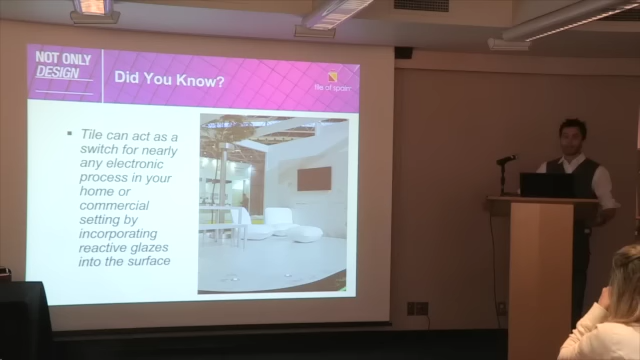 NOT ONLY
DESIGN
Did You Know?
tile of spain
▪ Tile can act as a
switch for nearly
any electronic
process in your
home or
commercial
setting by
incorporating
reactive glazes
into the surface